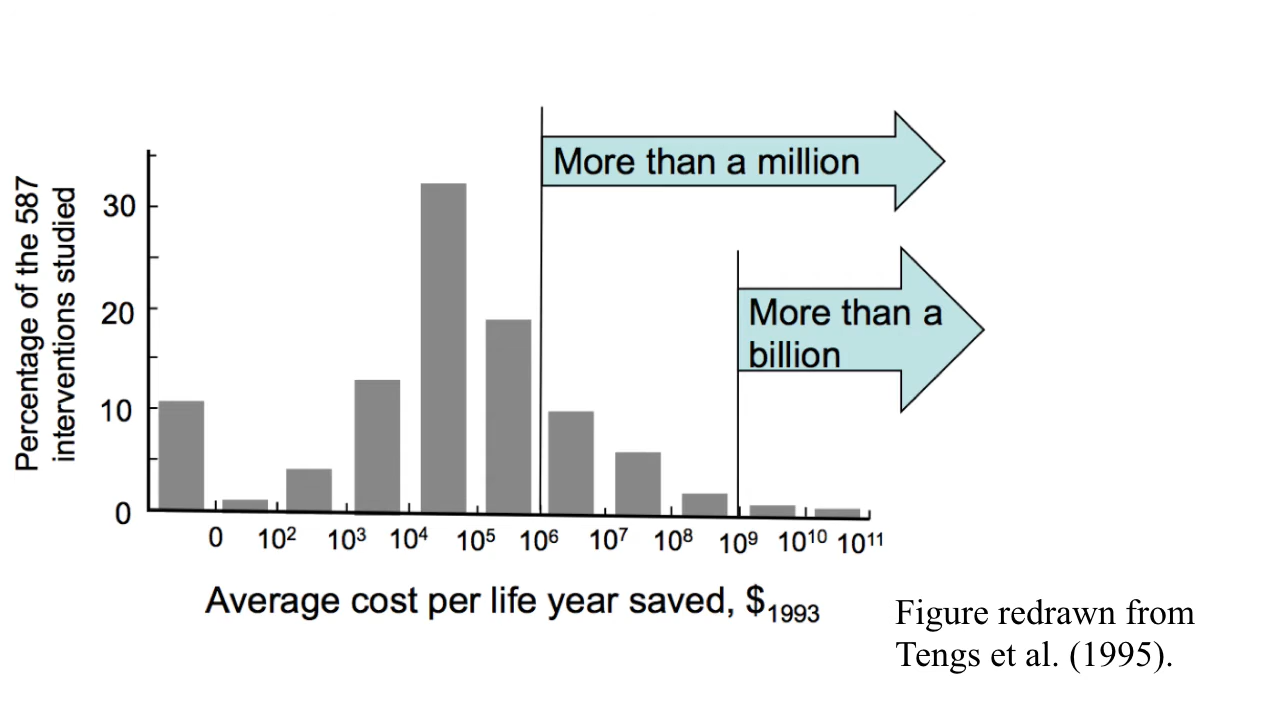 More than a million
More than a
billion
Percentage of the 587
interventions studied
30
20
10
0
0 10² 10³ 10⁴ 10⁵ 10⁶ 10⁷ 10⁸ 10⁹ 10¹⁰ 10¹¹
Average cost per life year saved, $₁₉₉₃
Figure redrawn from
Tengs et al. (1995).